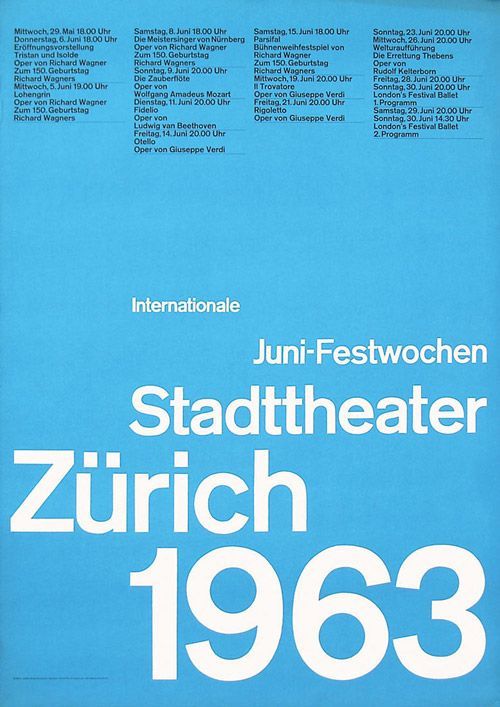 Mittwoch, 29. Mai 18.00 Uhr
Donnerstag, 6. Juni 18.00 Uhr
Eröffnungsvorstellung
Tristan und Isolde
Oper von Richard Wagner
Zum 150. Geburtstag
Richard Wagners
Mittwoch, 5. Juni 19.00 Uhr
Lohengrin
Oper von Richard Wagner
Zum 150. Geburtstag
Richard Wagners
Samstag, 8. Juni 18.00 Uhr
Die Meistersinger von Nürnberg
Oper von Richard Wagner
Zum 150. Geburtstag
Richard Wagners
Sonntag, 9. Juni 20.00 Uhr
Die Zauberflöte
Oper von
Wolfgang Amadeus Mozart
Dienstag, 11. Juni 20.00 Uhr
Fidelio
Oper von
Ludwig van Beethoven
Freitag, 14. Juni 20.00 Uhr
Otello
Oper von Giuseppe Verdi
Samstag, 15. Juni 18.00 Uhr
Parsifal
Bühnenweihfestspiel von
Richard Wagner
Zum 150. Geburtstag
Richard Wagners
Mittwoch, 19. Juni 20.00 Uhr
Il Trovatore
Oper von Giuseppe Verdi
Freitag, 21. Juni 20.00 Uhr
Rigoletto
Oper von Giuseppe Verdi
Sonntag, 23. Juni 20.00 Uhr
Mittwoch, 26. Juni 20.00 Uhr
Welturaufführung
Die Errettung Thebens
Oper von
Rudolf Kelterborn
Freitag, 28. Juni 20.00 Uhr
Sonntag, 30. Juni 20.00 Uhr
London's Festival Ballet
1. Programm
Samstag, 29. Juni 20.00 Uhr
Sonntag, 30. Juni 14.30 Uhr
London's Festival Ballet
2. Programm
Internationale
Juni-Festwochen
Stadttheater
Zürich
1963